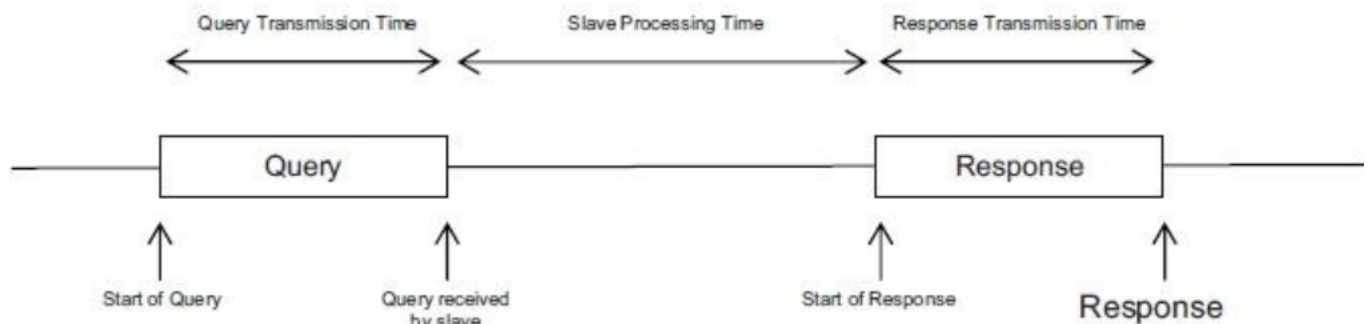 Query Transmission Time
Slave Processing Time
Response Transmission Time
Query
Response
Start of Query
Query received
by slave
Start of Response
Response